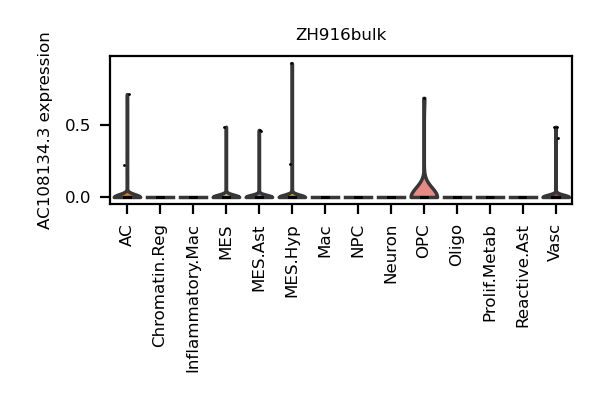 ZH916bulk
AC108134.3 expression
0.5
0.0
AC
Chromatin.Reg
Inflammatory.Mac
MES
MES.Ast
MES.Hyp
Mac
NPC
Neuron
OPC
Oligo
Prolif.Metab
Reactive.Ast
Vasc